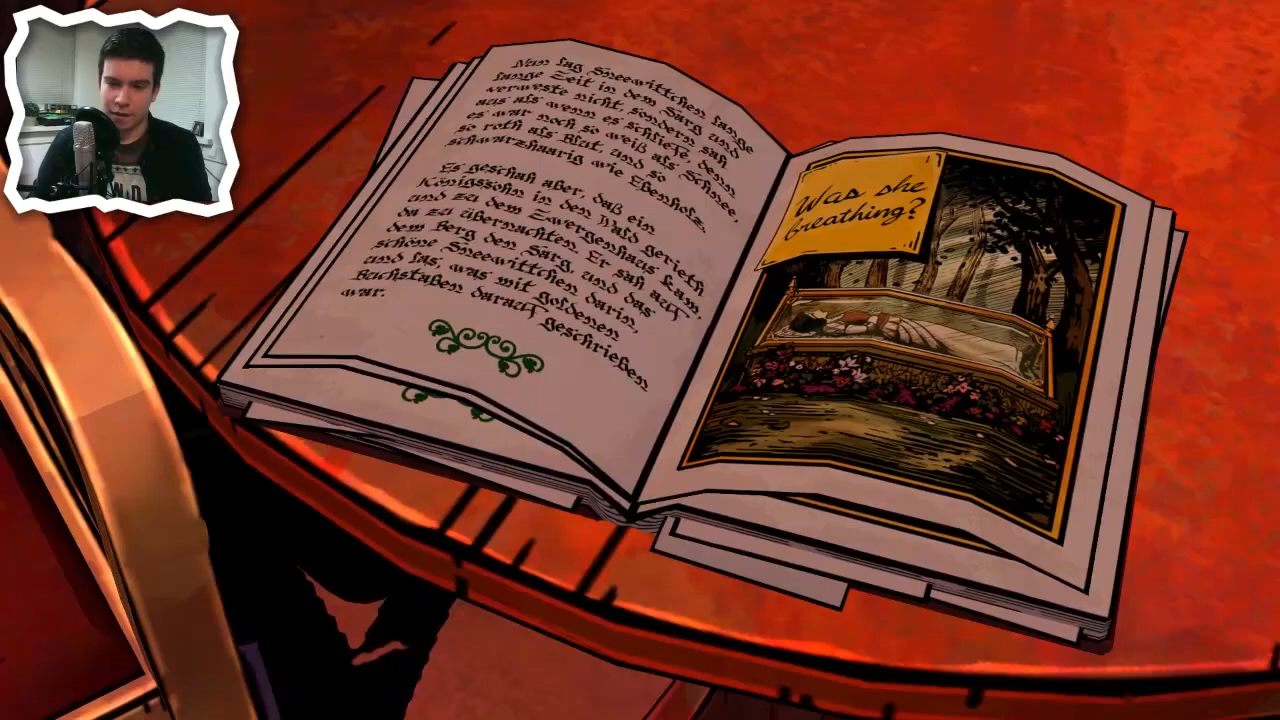 Nun lag Sneewittchen lange
lange Zeit in dem Sarg und
verweste nicht, sondern sah
aus als wenn es schliefe, denn
es war noch so weiß als Schnee,
so roth als Blut, und so
schwarzhaarig wie Ebenholz.
Es geschah aber, daß ein
Königssohn in den Wald gerieth
und zu dem Zwergenhaus kam,
da zu übernachten. Er sah auf
dem Berg den Sarg, und das
schöne Sneewittchen darin,
und las, was mit goldenen
Buchstaben darauf geschrieben
war.
Was she
breathing?